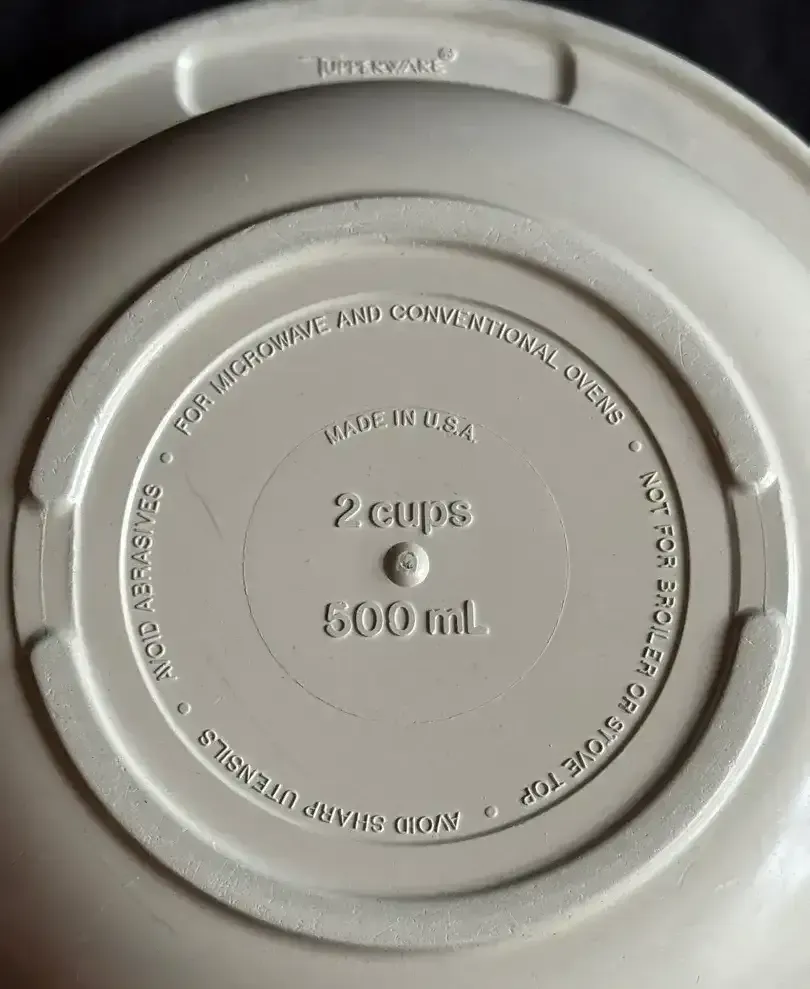 TUPPERWARE®
FOR MICROWAVE AND CONVENTIONAL OVENS • NOT FOR BROILER OR STOVE TOP • AVOID SHARP UTENSILS • AVOID ABRASIVES •
MADE IN U.S.A.
2 cups
500 mL